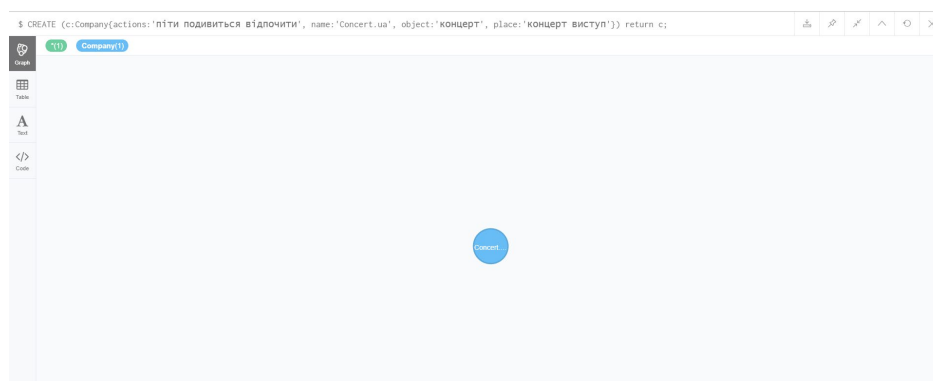 $ CREATE (c:Company{actions:'піти подивиться відпочити', name:'Concert.ua', object:'концерт', place:'концерт виступ'}) return c;
*(1) Company(1)
Graph
Table
A
Text
</>
Code
Concert...